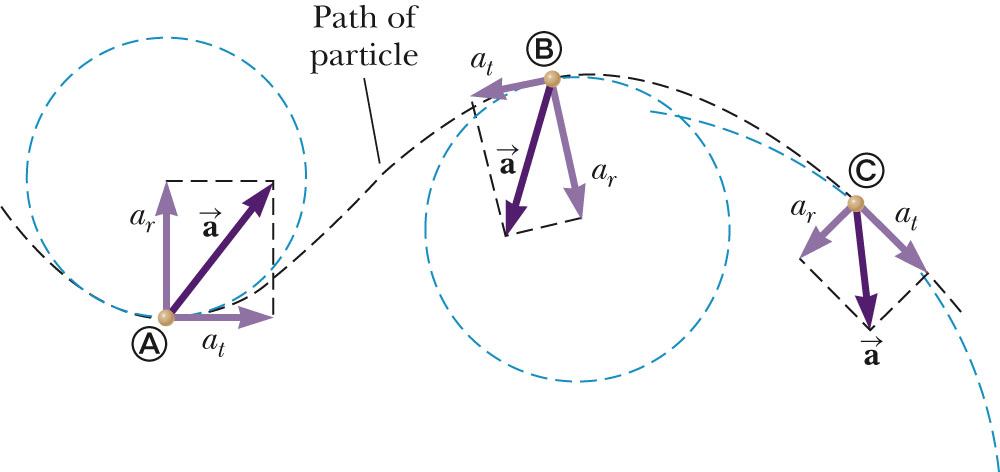 Path of
particle
Ⓑ
a_t
a⃗
a_r
Ⓒ
a_r
a_t
a⃗
a_r
a⃗
Ⓐ
a_t